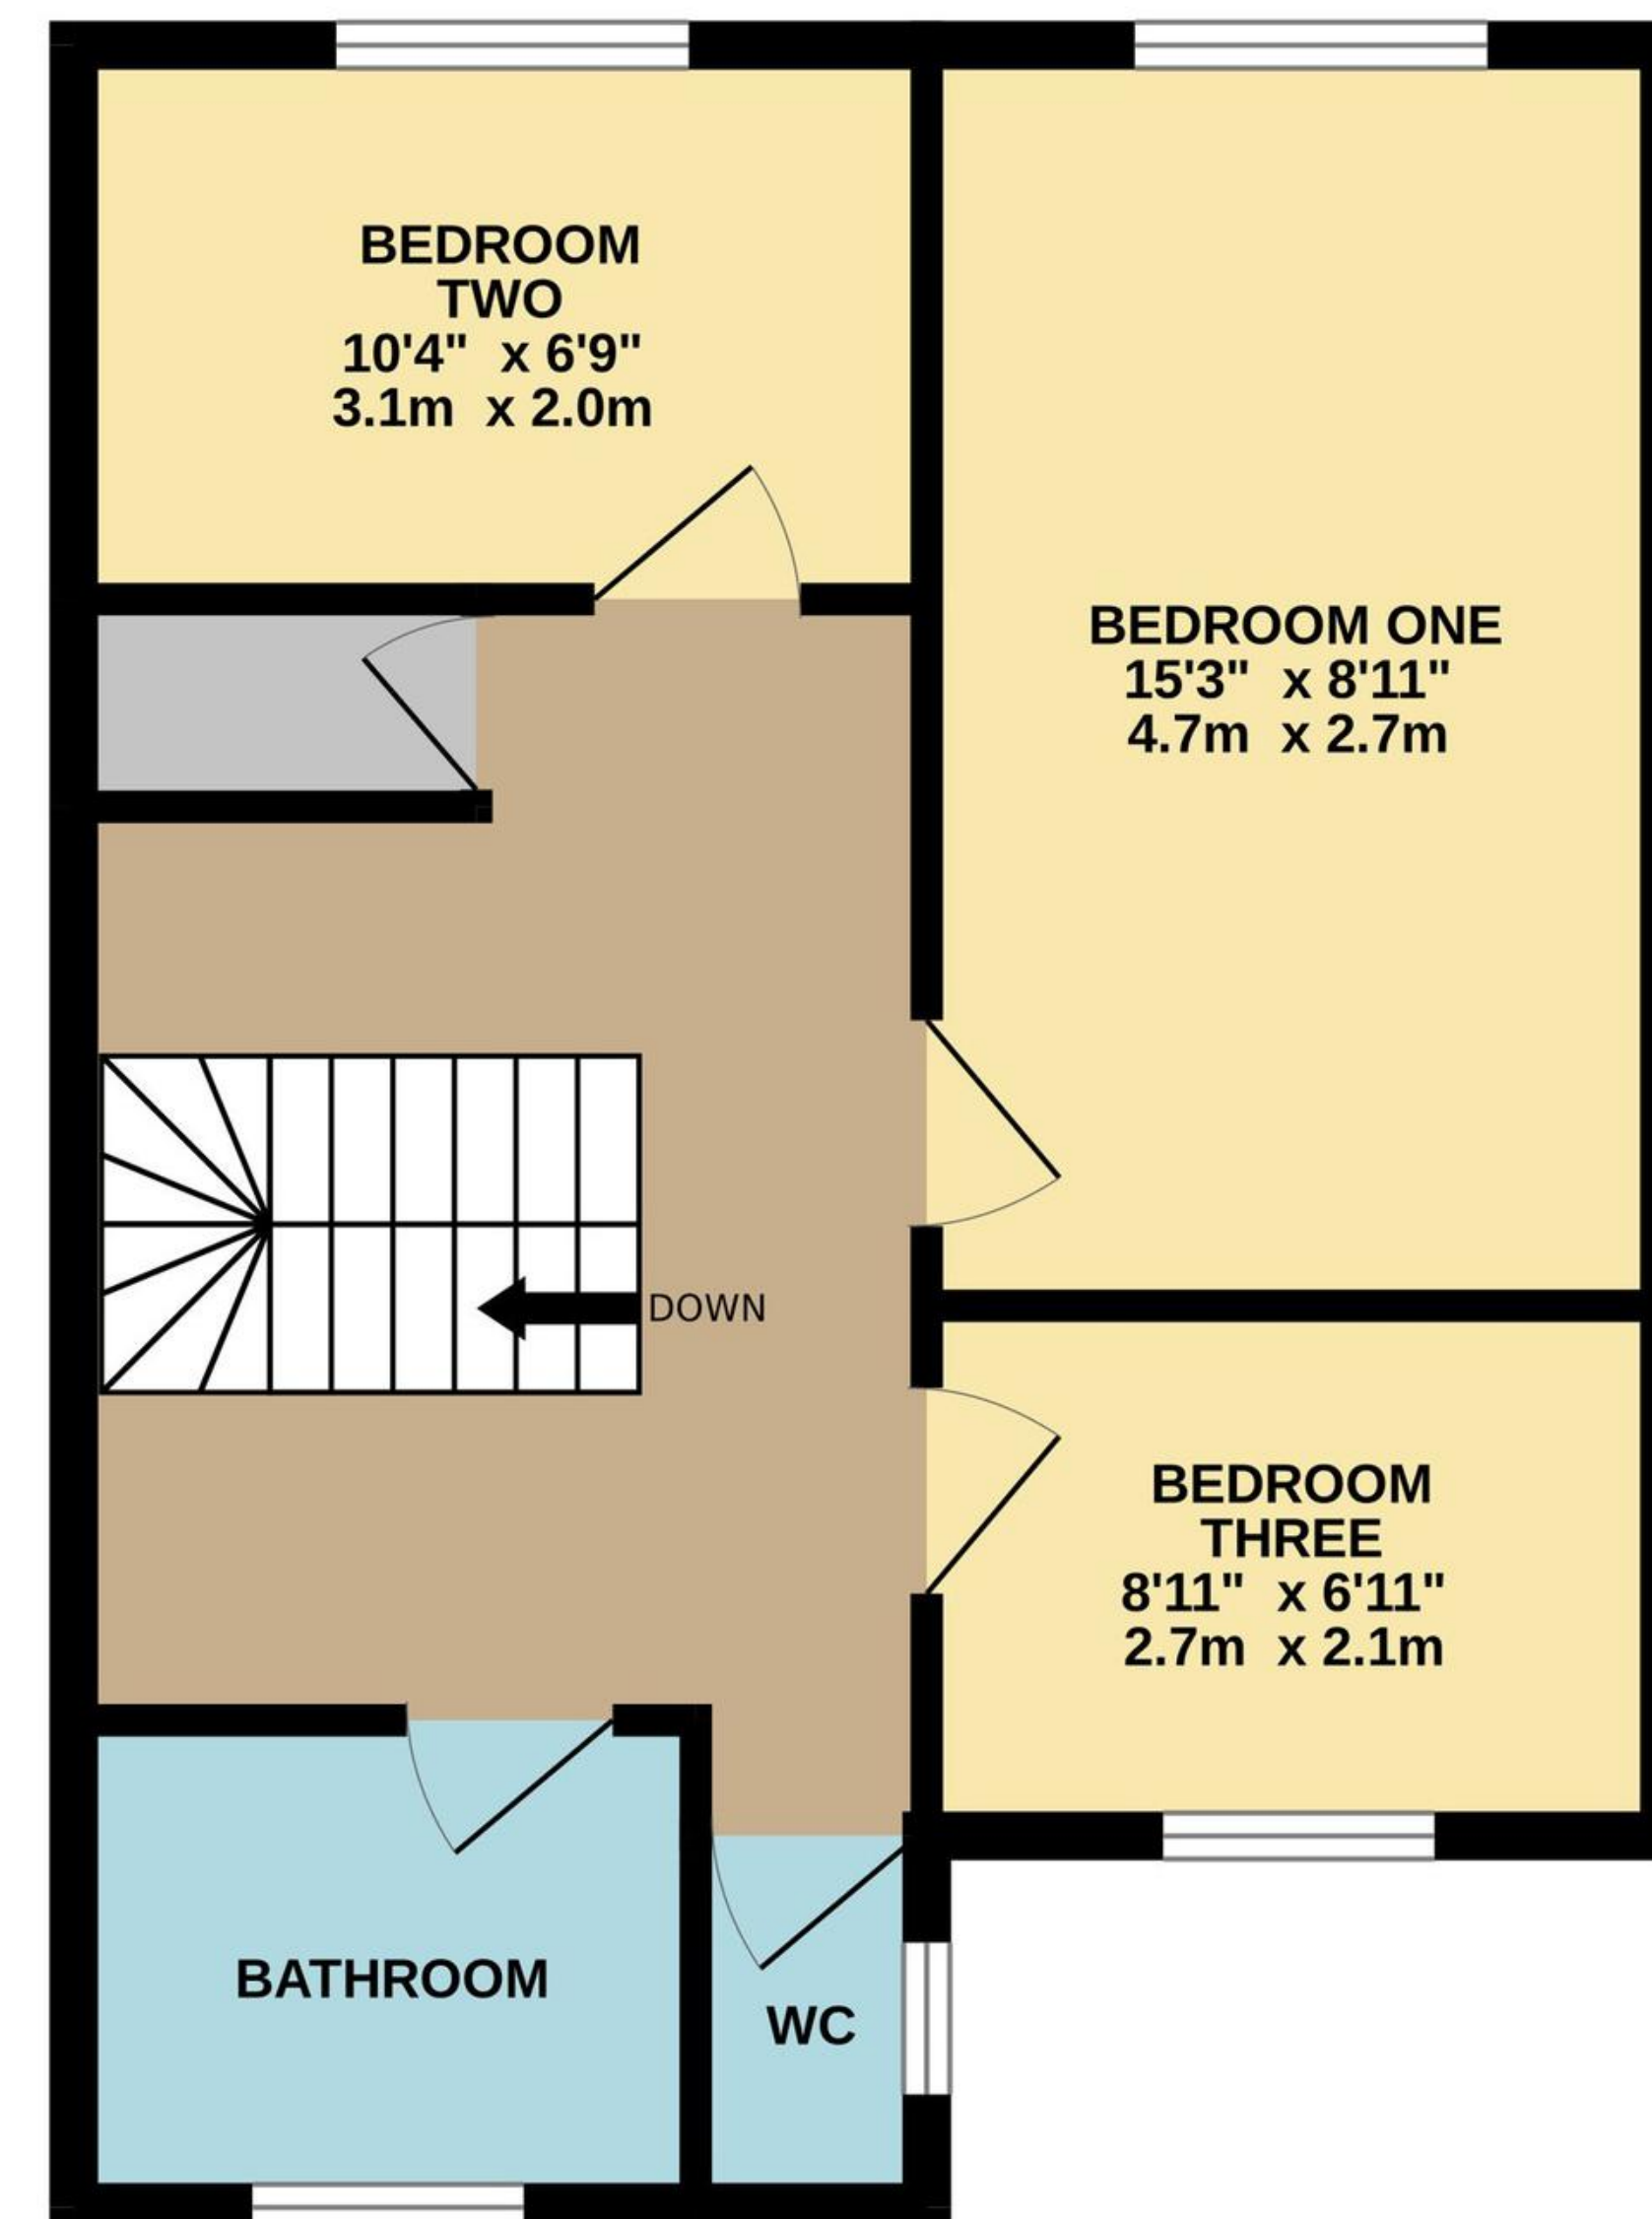 BEDROOM
TWO
10'4" x 6'9"
3.1m x 2.0m
BEDROOM ONE
15'3" x 8'11"
4.7m x 2.7m
DOWN
BEDROOM
THREE
8'11" x 6'11"
2.7m x 2.1m
BATHROOM
WC